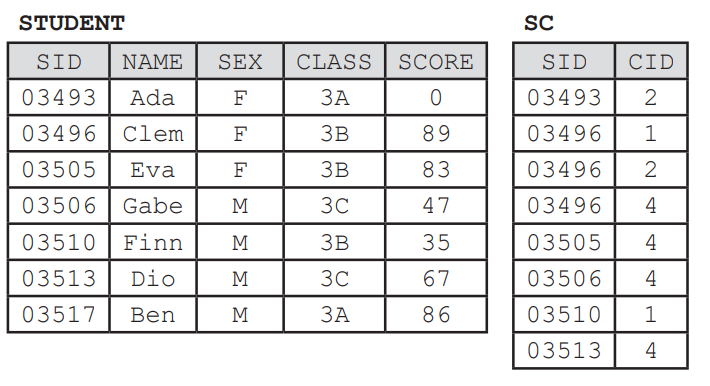 STUDENT SC
SID NAME SEX CLASS SCORE SID CID
03493 Ada F 3A 0 03493 2
03496 Clem F 3B 89 03496 1
03505 Eva F 3B 83 03496 2
03506 Gabe M 3C 47 03496 4
03510 Finn M 3B 35 03505 4
03513 Dio M 3C 67 03506 4
03517 Ben M 3A 86 03510 1
03513 4